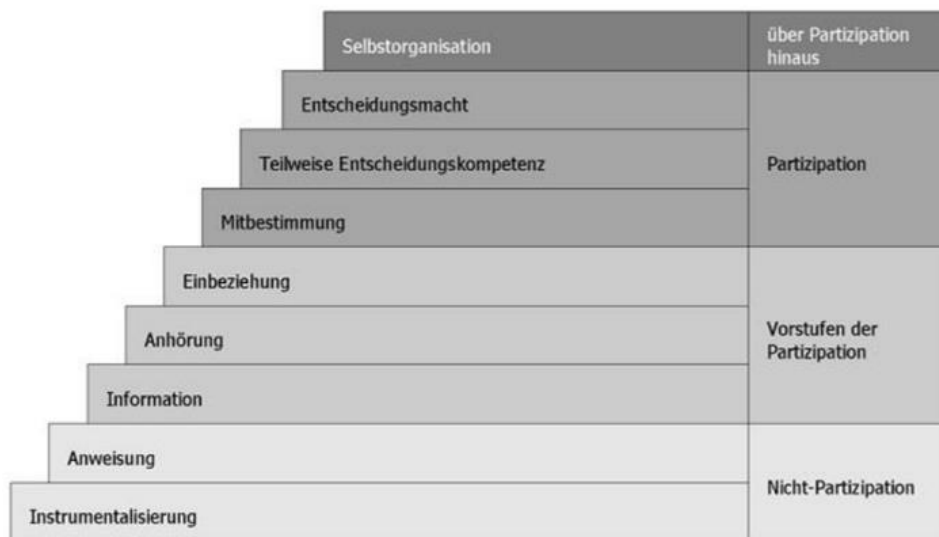 Selbstorganisation
über Partizipation
hinaus
Entscheidungsmacht
Teilweise Entscheidungskompetenz
Partizipation
Mitbestimmung
Einbeziehung
Anhörung
Vorstufen der
Partizipation
Information
Anweisung
Nicht-Partizipation
Instrumentalisierung